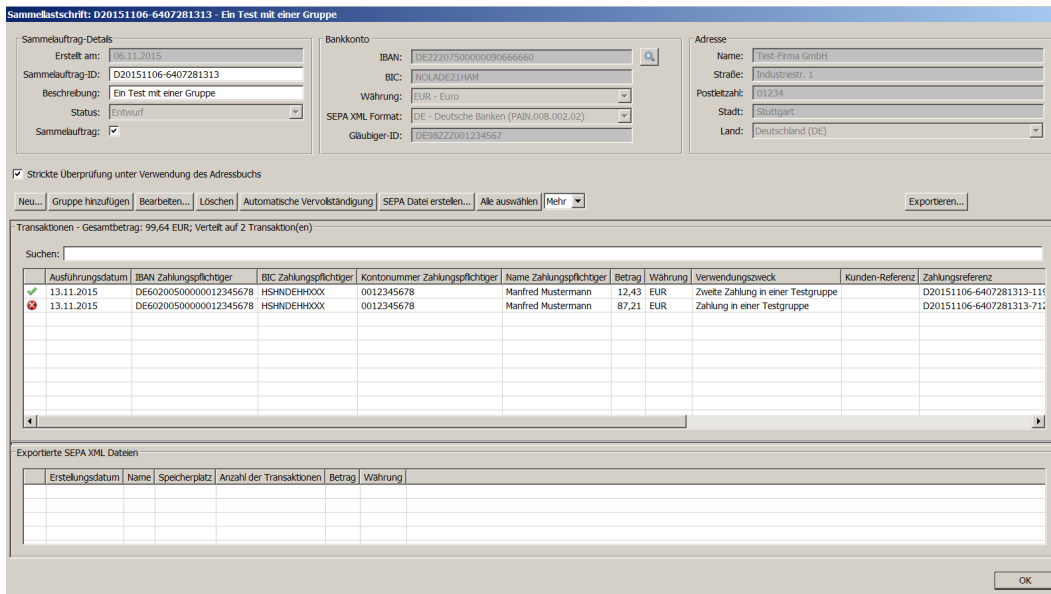 Sammellastschrift: D20151106-6407281313 - Ein Test mit einer Gruppe
Sammelauftrag-Details
Erstellt am: 06.11.2015
Sammelauftrag-ID: D20151106-6407281313
Beschreibung: Ein Test mit einer Gruppe
Status: Entwurf
Sammelauftrag:
Bankkonto
IBAN: DE22207500000090666660
BIC: NOLADE21HAM
Währung: EUR - Euro
SEPA XML Format: DE - Deutsche Banken (PAIN.008.002.02)
Gläubiger-ID: DE98ZZZ001234567
Adresse
Name: Test-Firma GmbH
Straße: Industriestr. 1
Postleitzahl: 01234
Stadt: Stuttgart
Land: Deutschland (DE)
Strickte Überprüfung unter Verwendung des Adressbuchs
Neu... Gruppe hinzufügen Bearbeiten... Löschen Automatische Vervollständigung SEPA Datei erstellen... Alle auswählen Mehr Exportieren...
Transaktionen - Gesamtbetrag: 99,64 EUR; Verteilt auf 2 Transaktion(en)
Suchen:
Ausführungsdatum IBAN Zahlungspflichtiger BIC Zahlungspflichtiger Kontonummer Zahlungspflichtiger Name Zahlungspflichtiger Betrag Währung Verwendungszweck Kunden-Referenz Zahlungsreferenz
13.11.2015 DE60200500000012345678 HSHNDEHHXXX 0012345678 Manfred Mustermann 12,43 EUR Zweite Zahlung in einer Testgruppe D20151106-6407281313-119
13.11.2015 DE60200500000012345678 HSHNDEHHXXX 0012345678 Manfred Mustermann 87,21 EUR Zahlung in einer Testgruppe D20151106-6407281313-712
Exportierte SEPA XML Dateien
Erstellungsdatum Name Speicherplatz Anzahl der Transaktionen Betrag Währung
OK